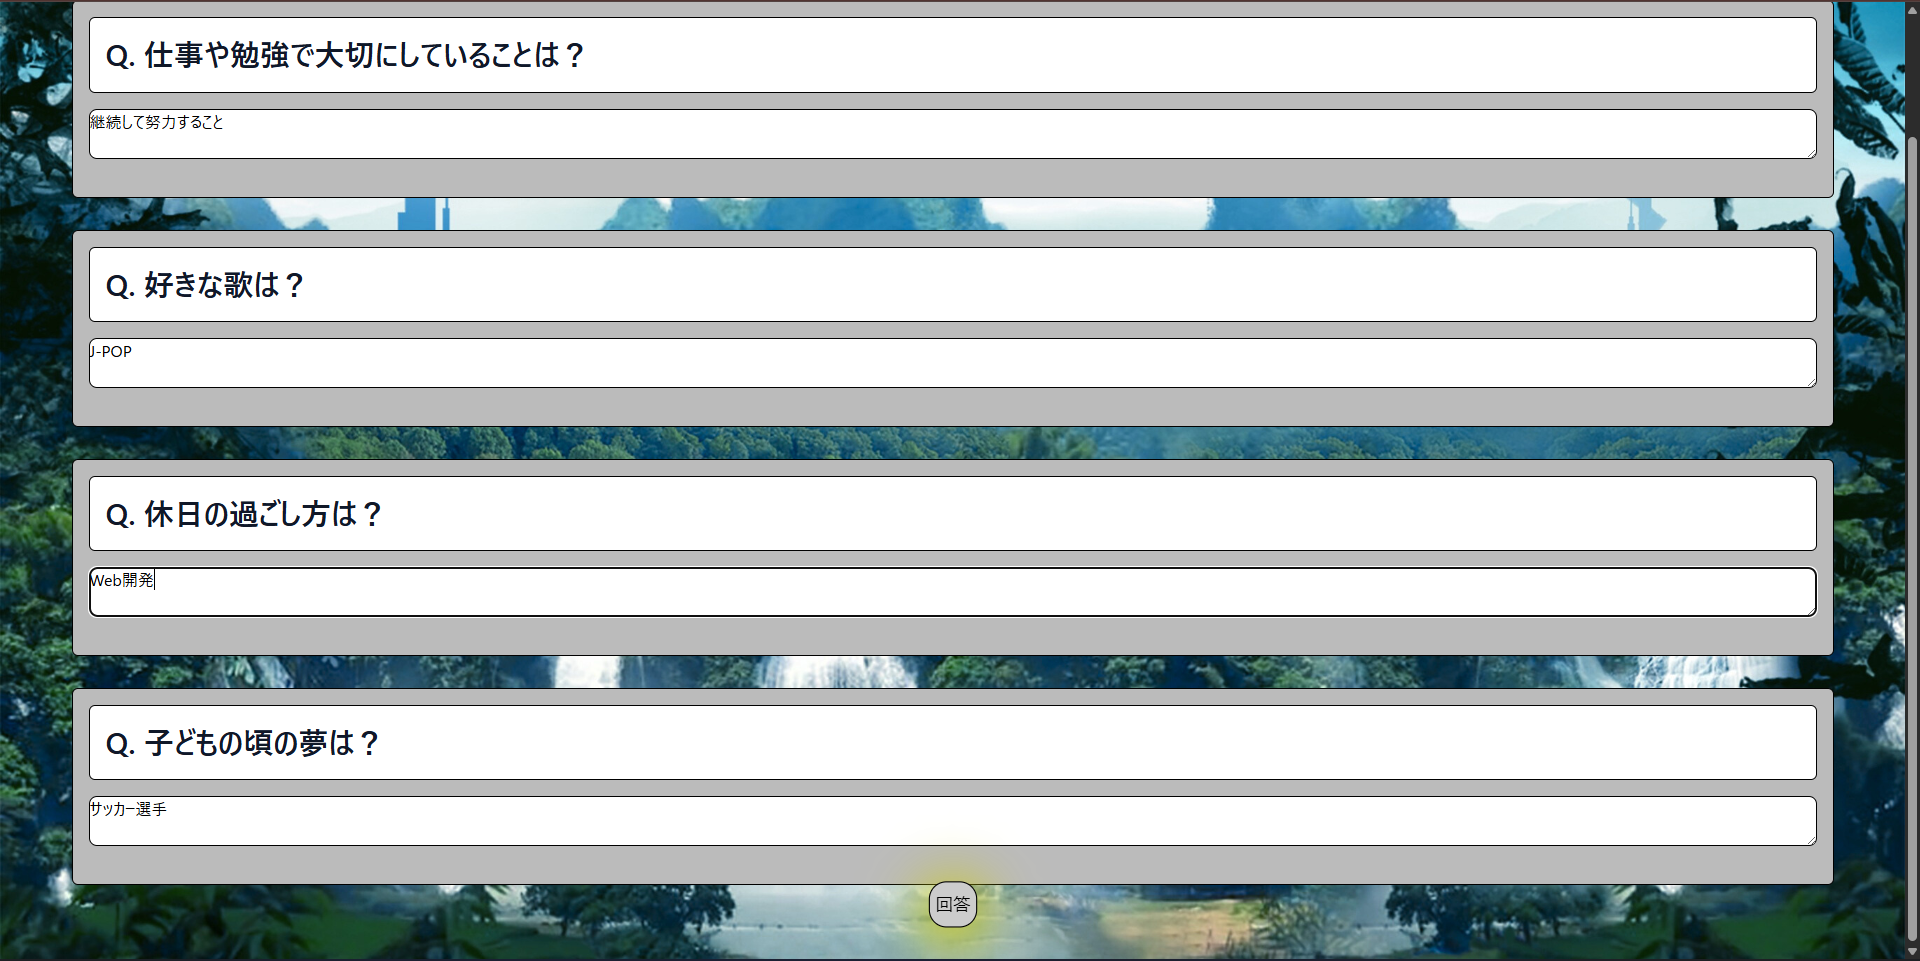 Q. 仕事や勉強で大切にしていることは？
継続して努力すること
Q. 好きな歌は？
J-POP
Q. 休日の過ごし方は？
Web開発
Q. 子どもの頃の夢は？
サッカー選手
回答